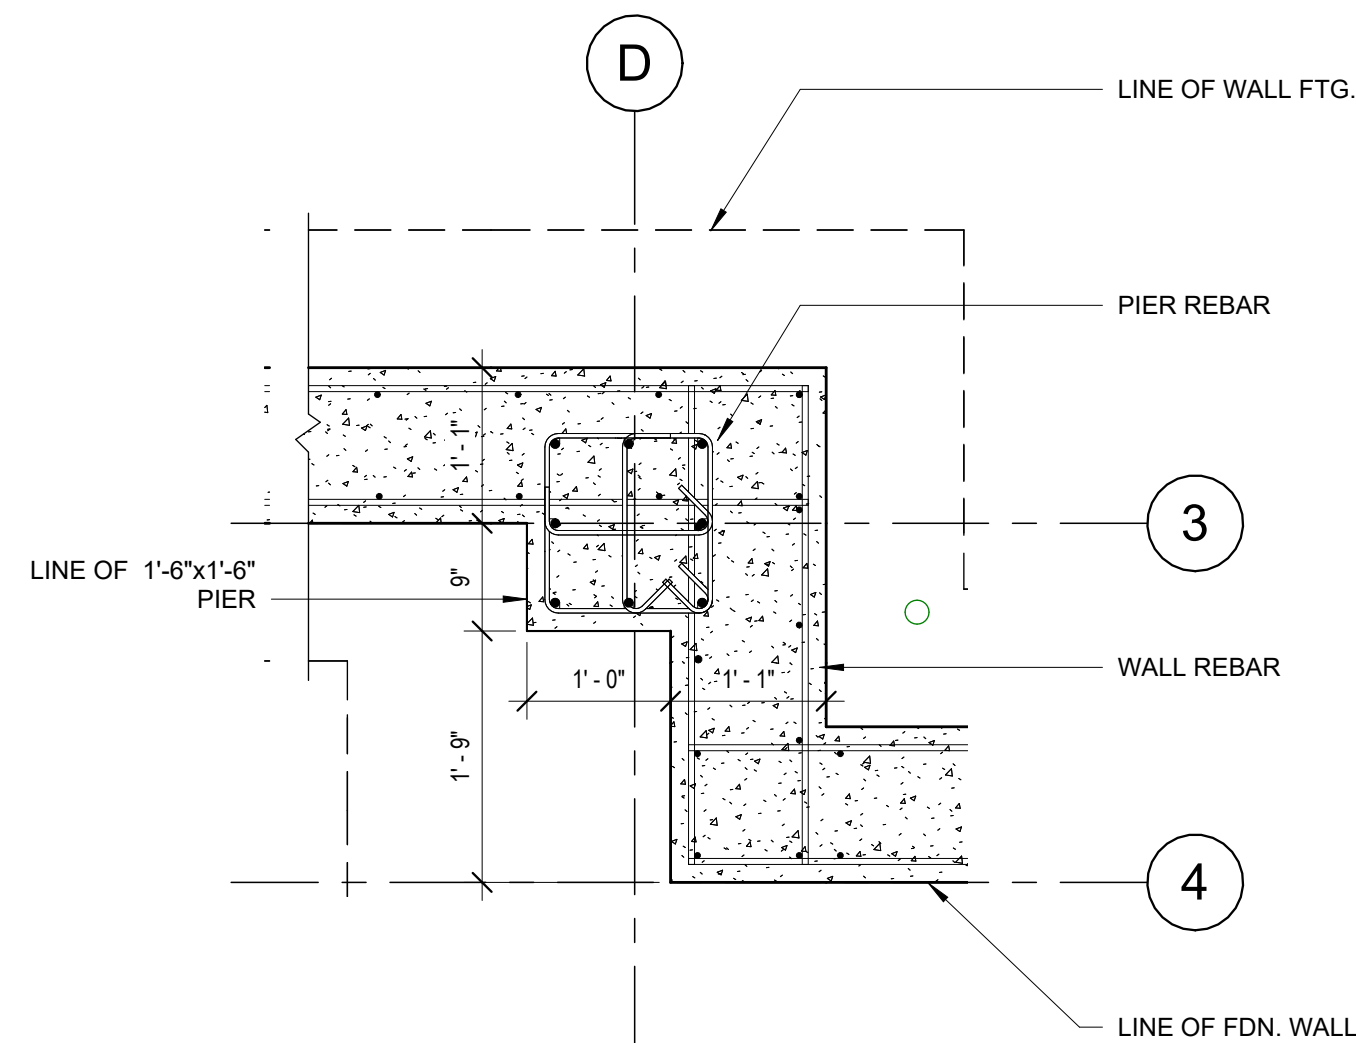 D
LINE OF WALL FTG.
PIER REBAR
1' - 1"
3
LINE OF 1'-6"x1'-6"
PIER
9"
1' - 0"
1' - 1"
WALL REBAR
1' - 9"
4
LINE OF FDN. WALL